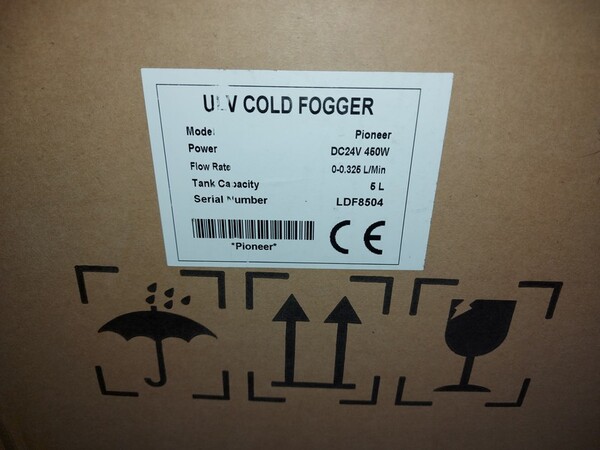 ULV COLD FOGGER
Model Pioneer
Power DC24V 450W
Flow Rate 0-0.325 L/Min
Tank Capacity 5 L
Serial Number LDF8504
*Pioneer*
CE